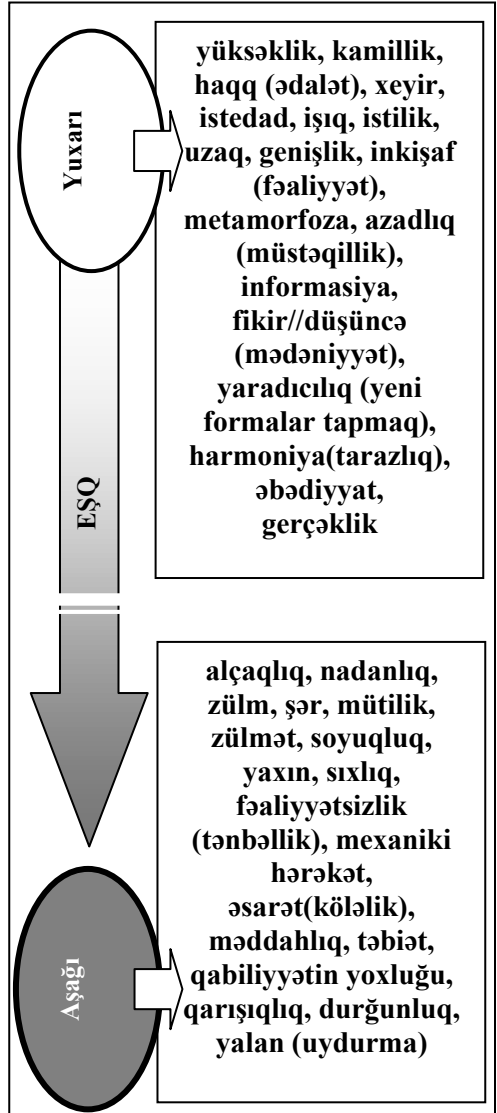 Yuxarı
yüksəklik, kamillik,
haqq (ədalət), xeyir,
istedad, işıq, istilik,
uzaq, genişlik, inkişaf
(fəaliyyət),
metamorfoza, azadlıq
(müstəqillik),
informasiya,
fikir//düşüncə
(mədəniyyət),
yaradıcılıq (yeni
formalar tapmaq),
harmoniya(tarazlıq),
əbədiyyat,
gerçəklik
EŞQ
alçaqlıq, nadanlıq,
zülm, şər, mütilik,
zülmət, soyuqluq,
yaxın, sıxlıq,
fəaliyyətsizlik
(tənbəllik), mexaniki
hərəkət,
əsarət(köləlik),
məddahlıq, təbiət,
qabiliyyətin yoxluğu,
qarışıqlıq, durğunluq,
yalan (uydurma)
Aşağı